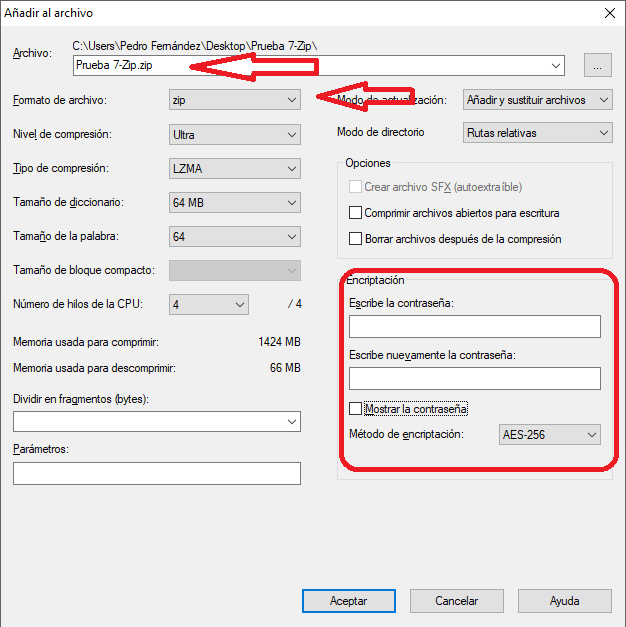 Añadir al archivo
Archivo:
C:\Users\Pedro Fernández\Desktop\Prueba 7-Zip\
Prueba 7-Zip.zip
...
Formato de archivo:
zip
Nivel de compresión:
Ultra
Tipo de compresión:
LZMA
Tamaño de diccionario:
64 MB
Tamaño de la palabra:
64
Tamaño de bloque compacto:
Número de hilos de la CPU:
4
/ 4
Memoria usada para comprimir:
1424 MB
Memoria usada para descomprimir:
66 MB
Dividir en fragmentos (bytes):
Parámetros:
Modo de actualización:
Añadir y sustituir archivos
Modo de directorio
Rutas relativas
Opciones
Crear archivo SFX (autoextraíble)
Comprimir archivos abiertos para escritura
Borrar archivos después de la compresión
Encriptación
Escribe la contraseña:
Escribe nuevamente la contraseña:
Mostrar la contraseña
Método de encriptación:
AES-256
Aceptar
Cancelar
Ayuda